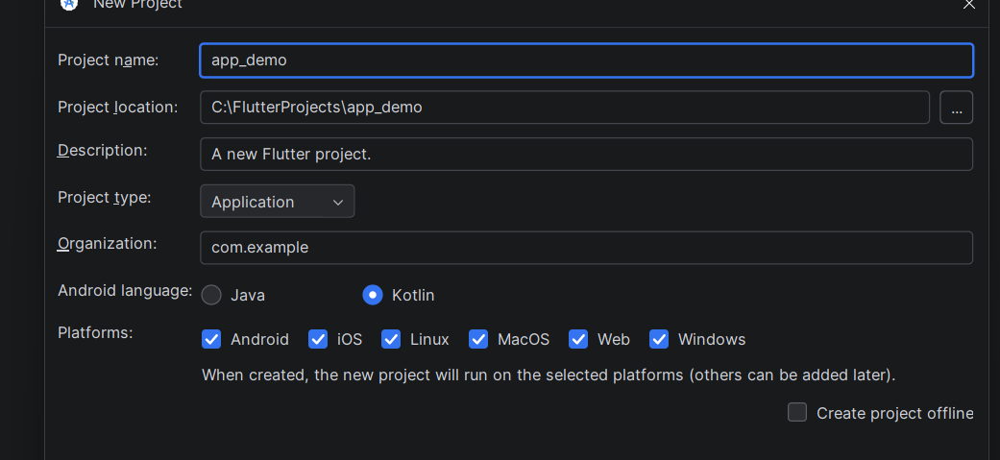 New Project
Project name: app_demo
Project location: C:\FlutterProjects\app_demo ...
Description: A new Flutter project.
Project type: Application
Organization: com.example
Android language: Java Kotlin
Platforms: Android iOS Linux MacOS Web Windows
When created, the new project will run on the selected platforms (others can be added later).
Create project offline